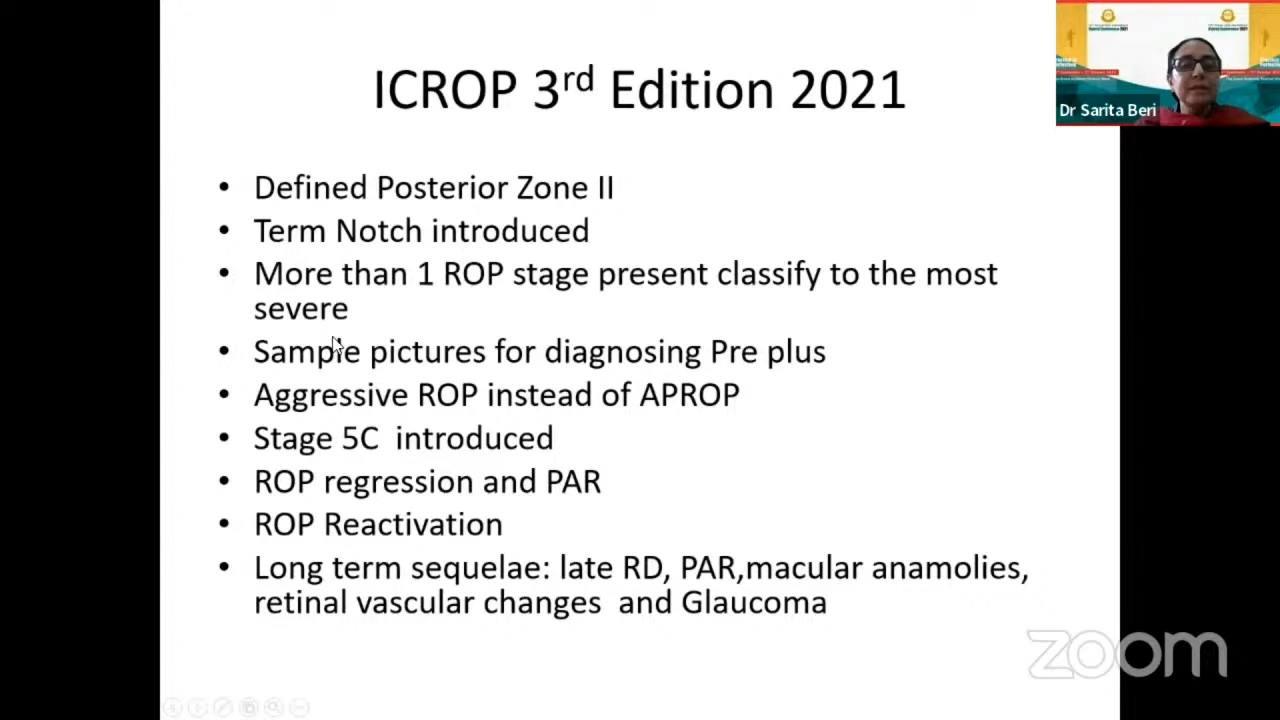 ICROP 3rd Edition 2021
Dr Sarita Beri
• Defined Posterior Zone II
• Term Notch introduced
• More than 1 ROP stage present classify to the most
severe
• Sample pictures for diagnosing Pre plus
• Aggressive ROP instead of APROP
• Stage 5C introduced
• ROP regression and PAR
• ROP Reactivation
• Long term sequelae: late RD, PAR,macular anamolies,
retinal vascular changes and Glaucoma
zoom